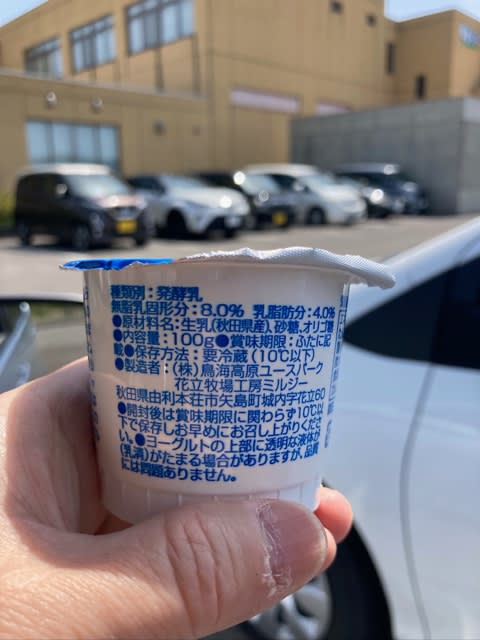 種類別：発酵乳
無脂乳固形分：8.0% 乳脂肪分：4.0%
●原材料名：生乳(秋田県産)、砂糖、オリゴ糖
●内容量：100g●賞味期限：ふたに記
載●保存方法：要冷蔵(10℃以下)
●製造者：(株)鳥海高原ユースパーク
花立牧場工房ミルジー
秋田県由利本荘市矢島町城内字花立60
●開封後は賞味期限に関わらず10℃以
下で保存しお早めにお召し上がりくださ
い。●ヨーグルトの上部に透明な液体が
(乳清)がたまる場合がありますが、品質
には問題ありません。